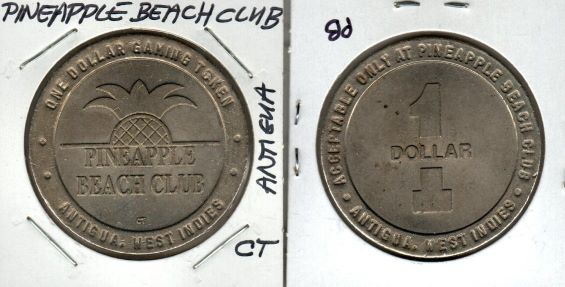 PINEAPPLE BEACH CLUB
ONE DOLLAR GAMING TOKEN
PINEAPPLE
BEACH CLUB
CT
ANTIGUA, WEST INDIES
ANTIGUA
CT
ACCEPTABLE ONLY AT PINEAPPLE BEACH CLUB
1
DOLLAR
ANTIGUA, WEST INDIES